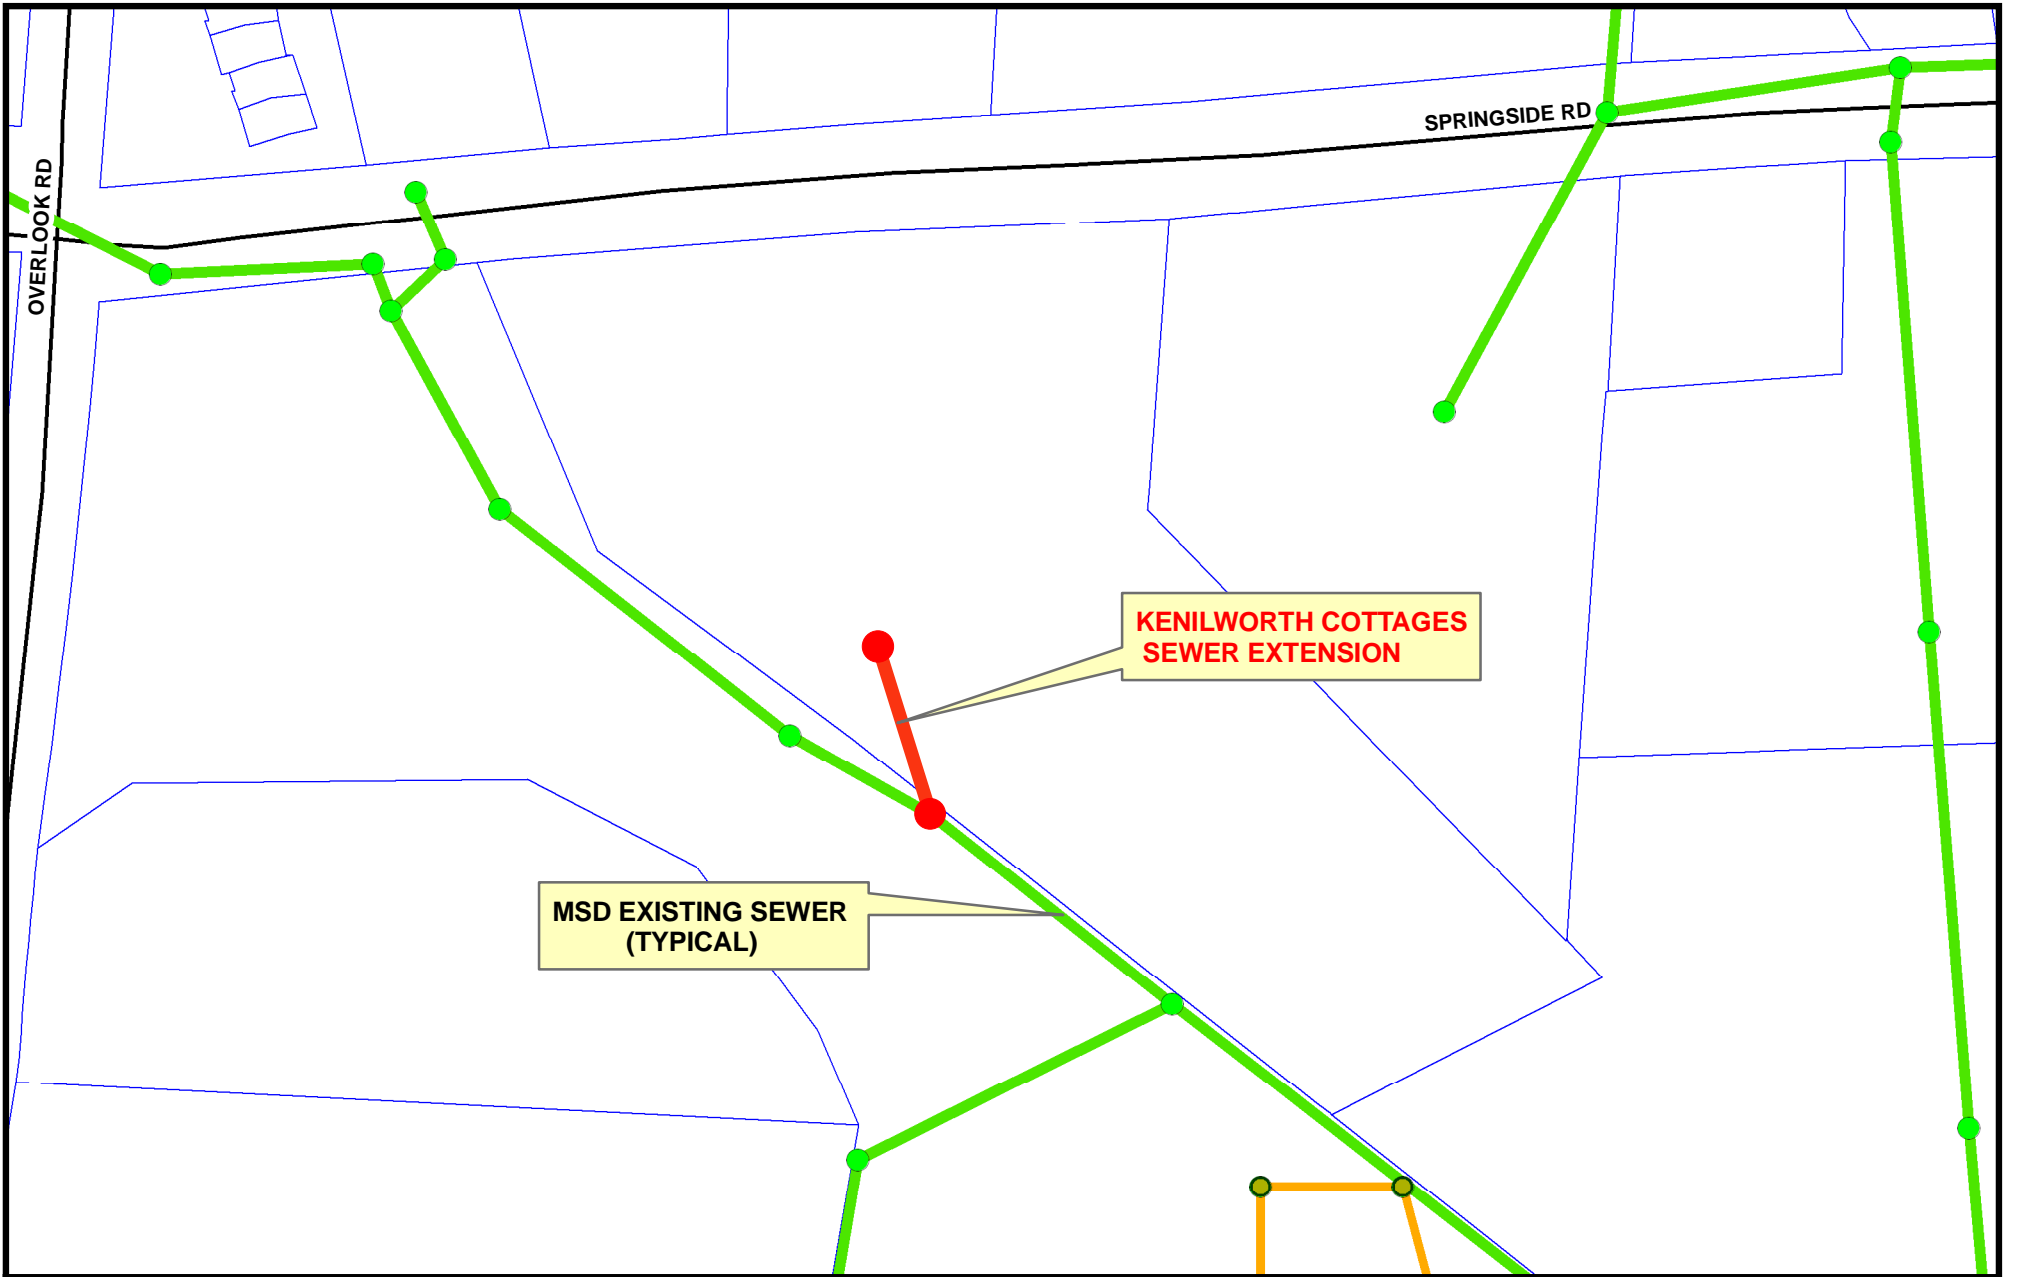 SPRINGSIDE RD
OVERLOOK RD
KENILWORTH COTTAGES
SEWER EXTENSION
MSD EXISTING SEWER
(TYPICAL)